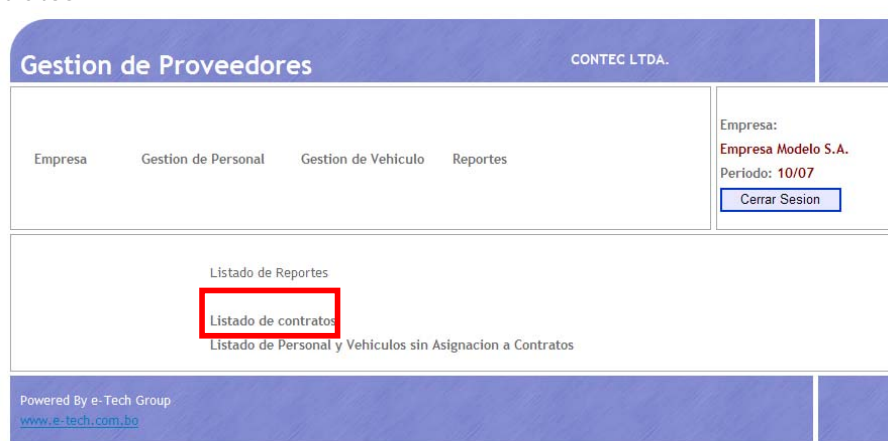 Gestion de Proveedores
CONTEC LTDA.
Empresa Gestion de Personal Gestion de Vehiculo Reportes
Empresa:
Empresa Modelo S.A.
Periodo: 10/07
Cerrar Sesion
Listado de Reportes
Listado de contratos
Listado de Personal y Vehiculos sin Asignacion a Contratos
Powered By e-Tech Group
www.e-tech.com.bo